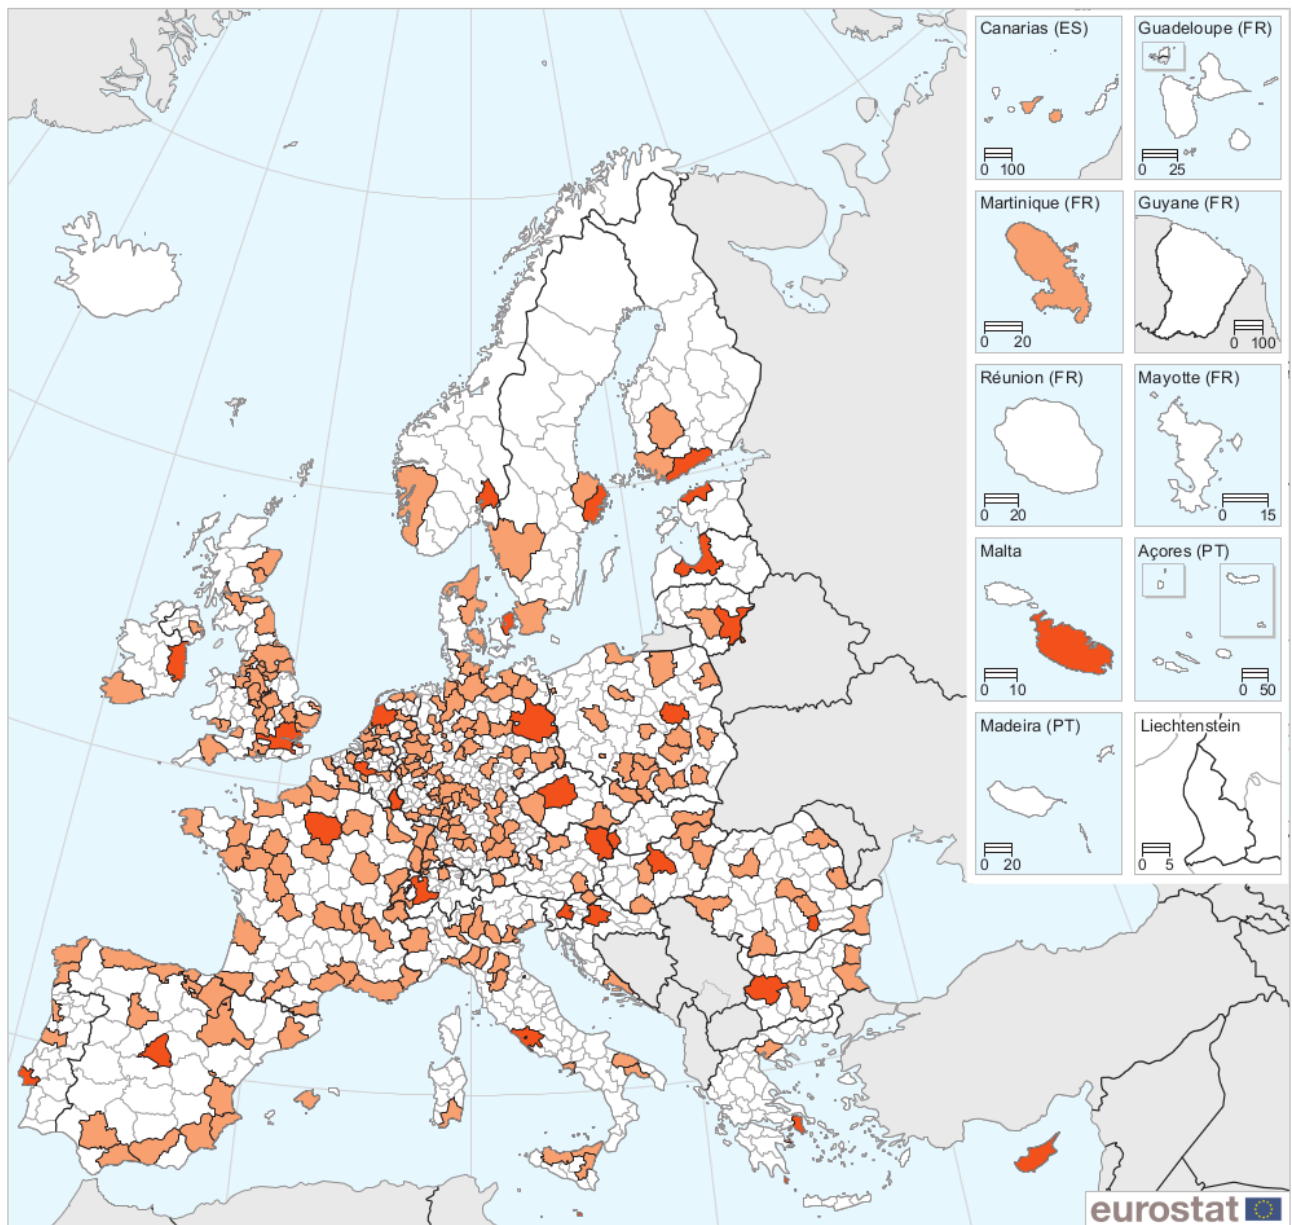 Canarias (ES)
0 100
Guadeloupe (FR)
0 25
Martinique (FR)
0 20
Guyane (FR)
0 100
Réunion (FR)
0 20
Mayotte (FR)
0 15
Malta
0 10
Açores (PT)
0 50
Madeira (PT)
0 20
Liechtenstein
0 5
eurostat